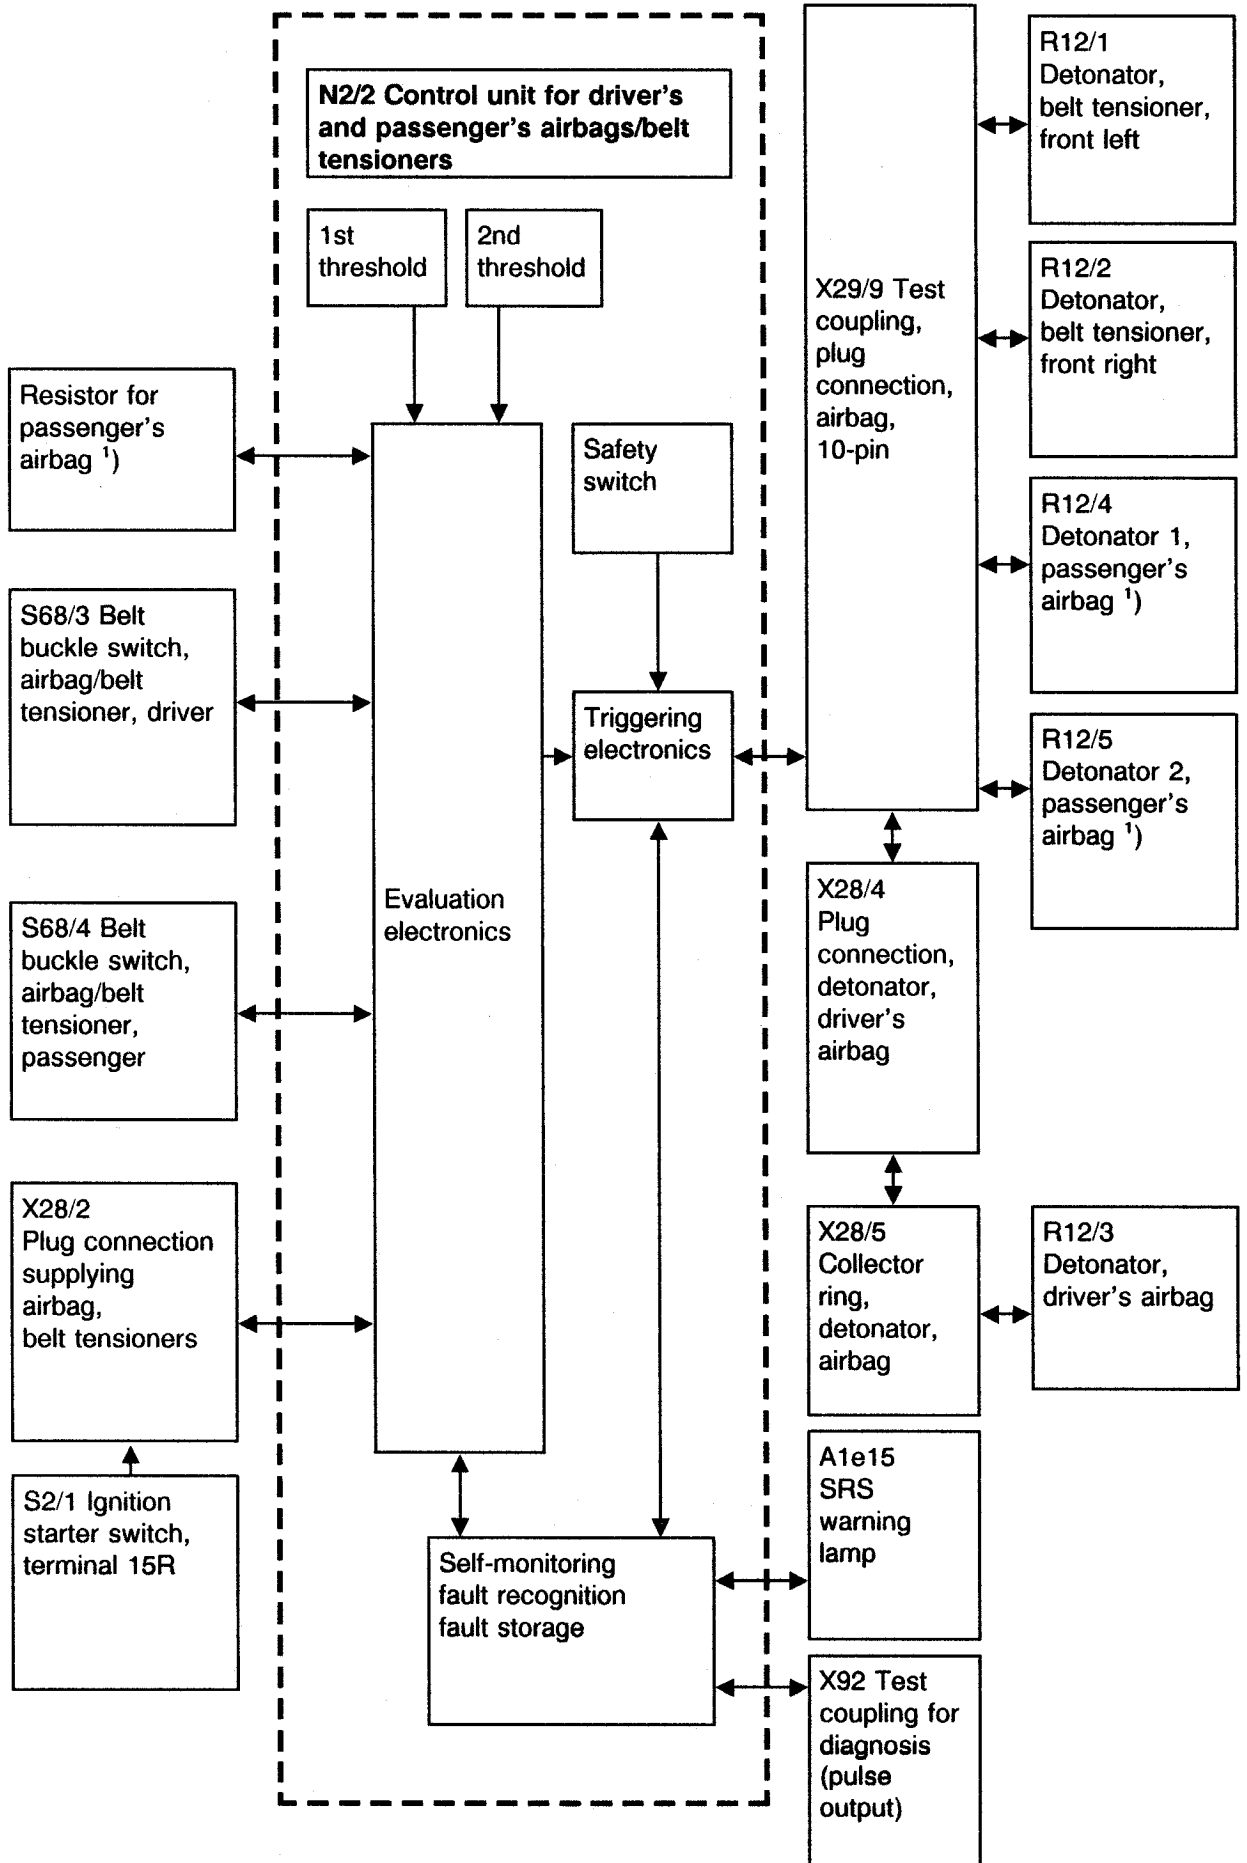 N2/2 Control unit for driver's
and passenger's airbags/belt
tensioners
1st
threshold
2nd
threshold
Resistor for
passenger's
airbag ¹)
S68/3 Belt
buckle switch,
airbag/belt
tensioner, driver
S68/4 Belt
buckle switch,
airbag/belt
tensioner,
passenger
X28/2
Plug connection
supplying
airbag,
belt tensioners
S2/1 Ignition
starter switch,
terminal 15R
Evaluation
electronics
Safety
switch
Triggering
electronics
Self-monitoring
fault recognition
fault storage
X29/9 Test
coupling,
plug
connection,
airbag,
10-pin
X28/4
Plug
connection,
detonator,
driver's
airbag
X28/5
Collector
ring,
detonator,
airbag
A1e15
SRS
warning
lamp
X92 Test
coupling for
diagnosis
(pulse
output)
R12/1
Detonator,
belt tensioner,
front left
R12/2
Detonator,
belt tensioner,
front right
R12/4
Detonator 1,
passenger's
airbag ¹)
R12/5
Detonator 2,
passenger's
airbag ¹)
R12/3
Detonator,
driver's airbag